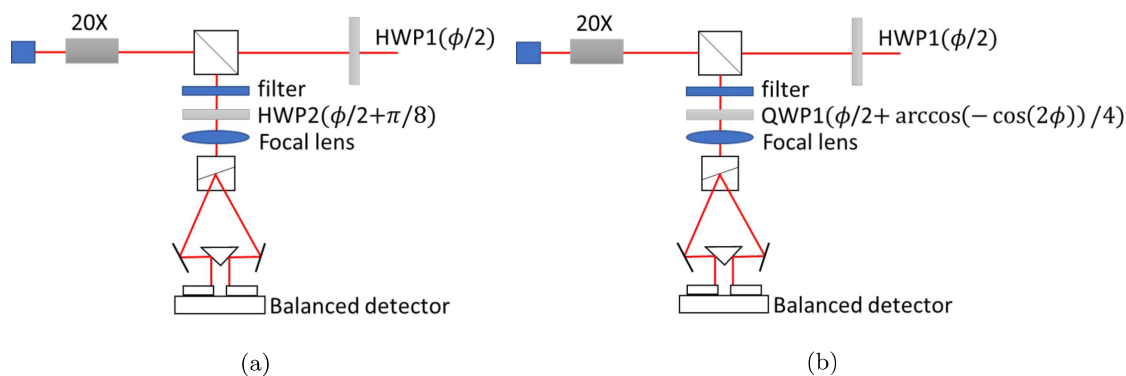 20X
HWP1(ϕ/2)
filter
HWP2(ϕ/2+π/8)
Focal lens
Balanced detector
(a)
20X
HWP1(ϕ/2)
filter
QWP1(ϕ/2+ arccos(− cos(2ϕ)) /4)
Focal lens
Balanced detector
(b)